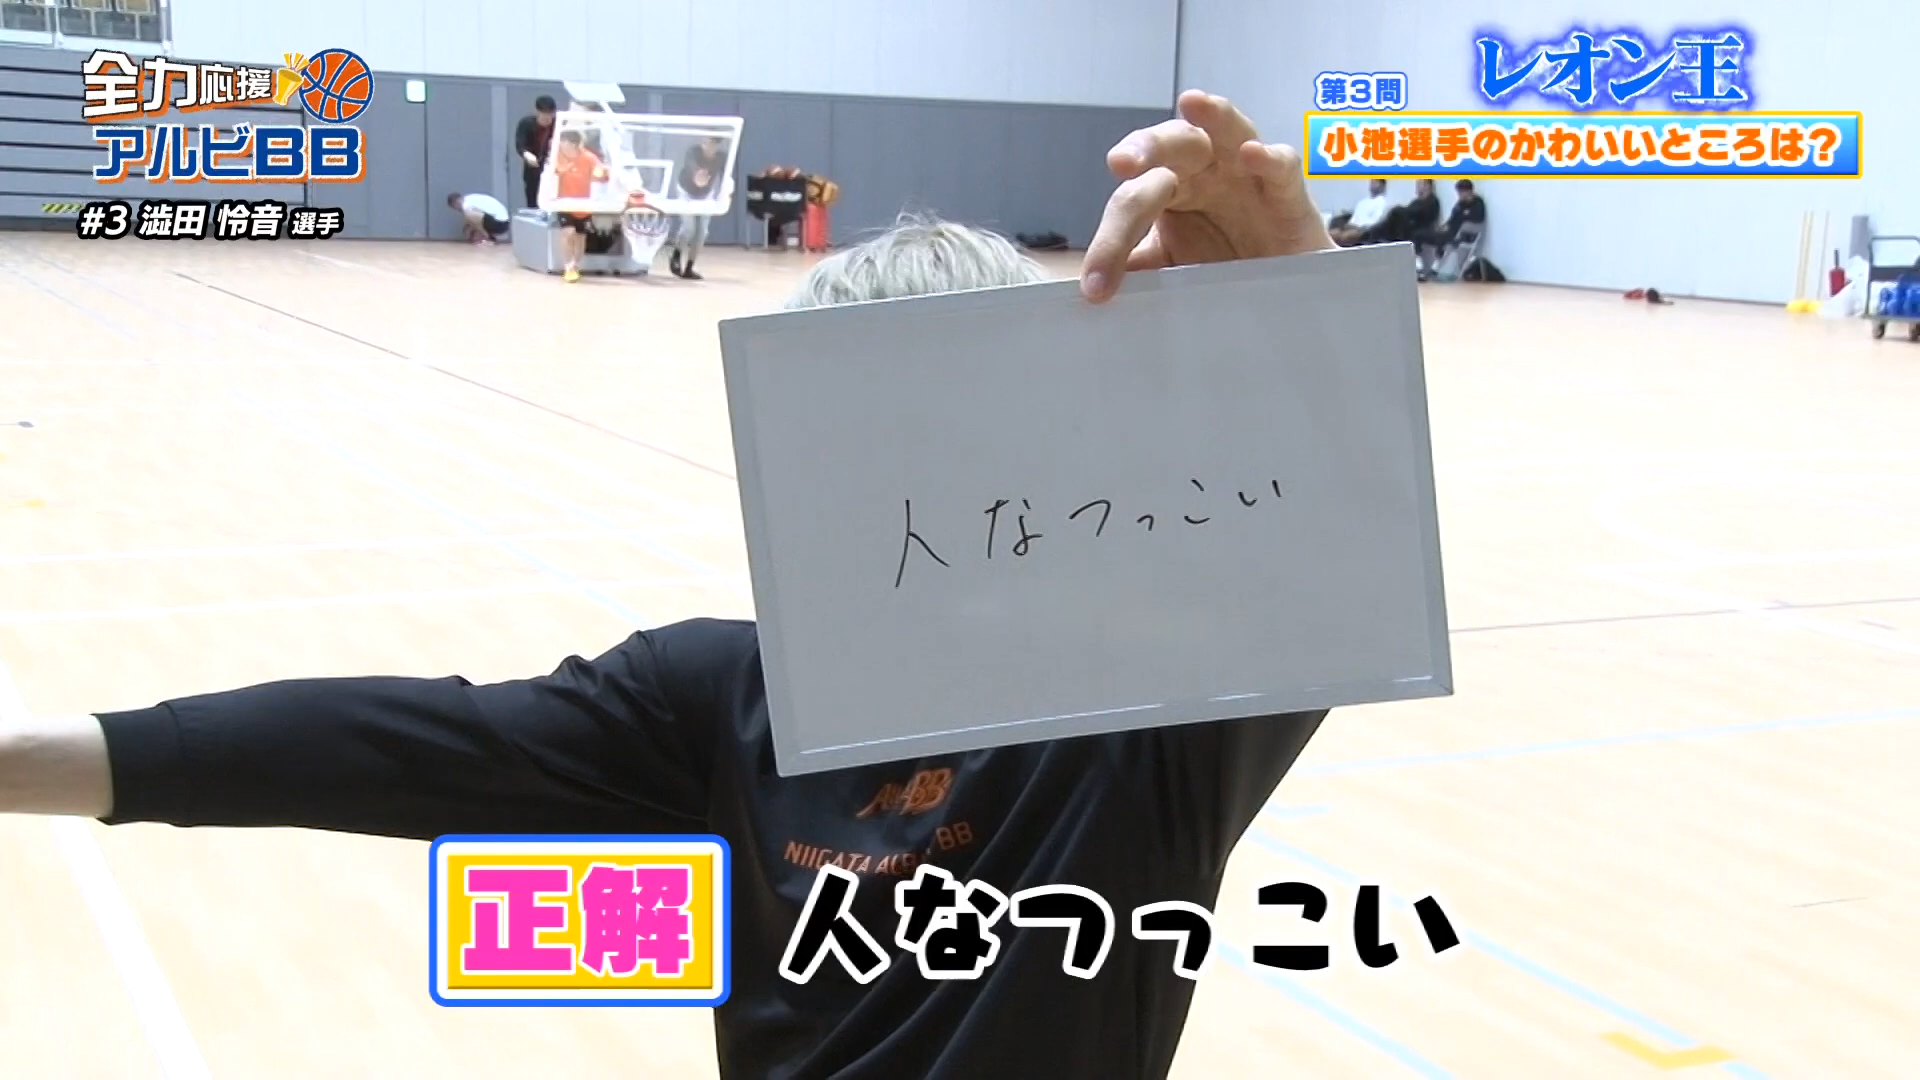 全力応援
アルビBB
#3 澁田 怜音 選手
レオン王
第3問
小池選手のかわいいところは？
人なつっこい
AlbBB
NIIGATA ALB BB
正解 人なつっこい